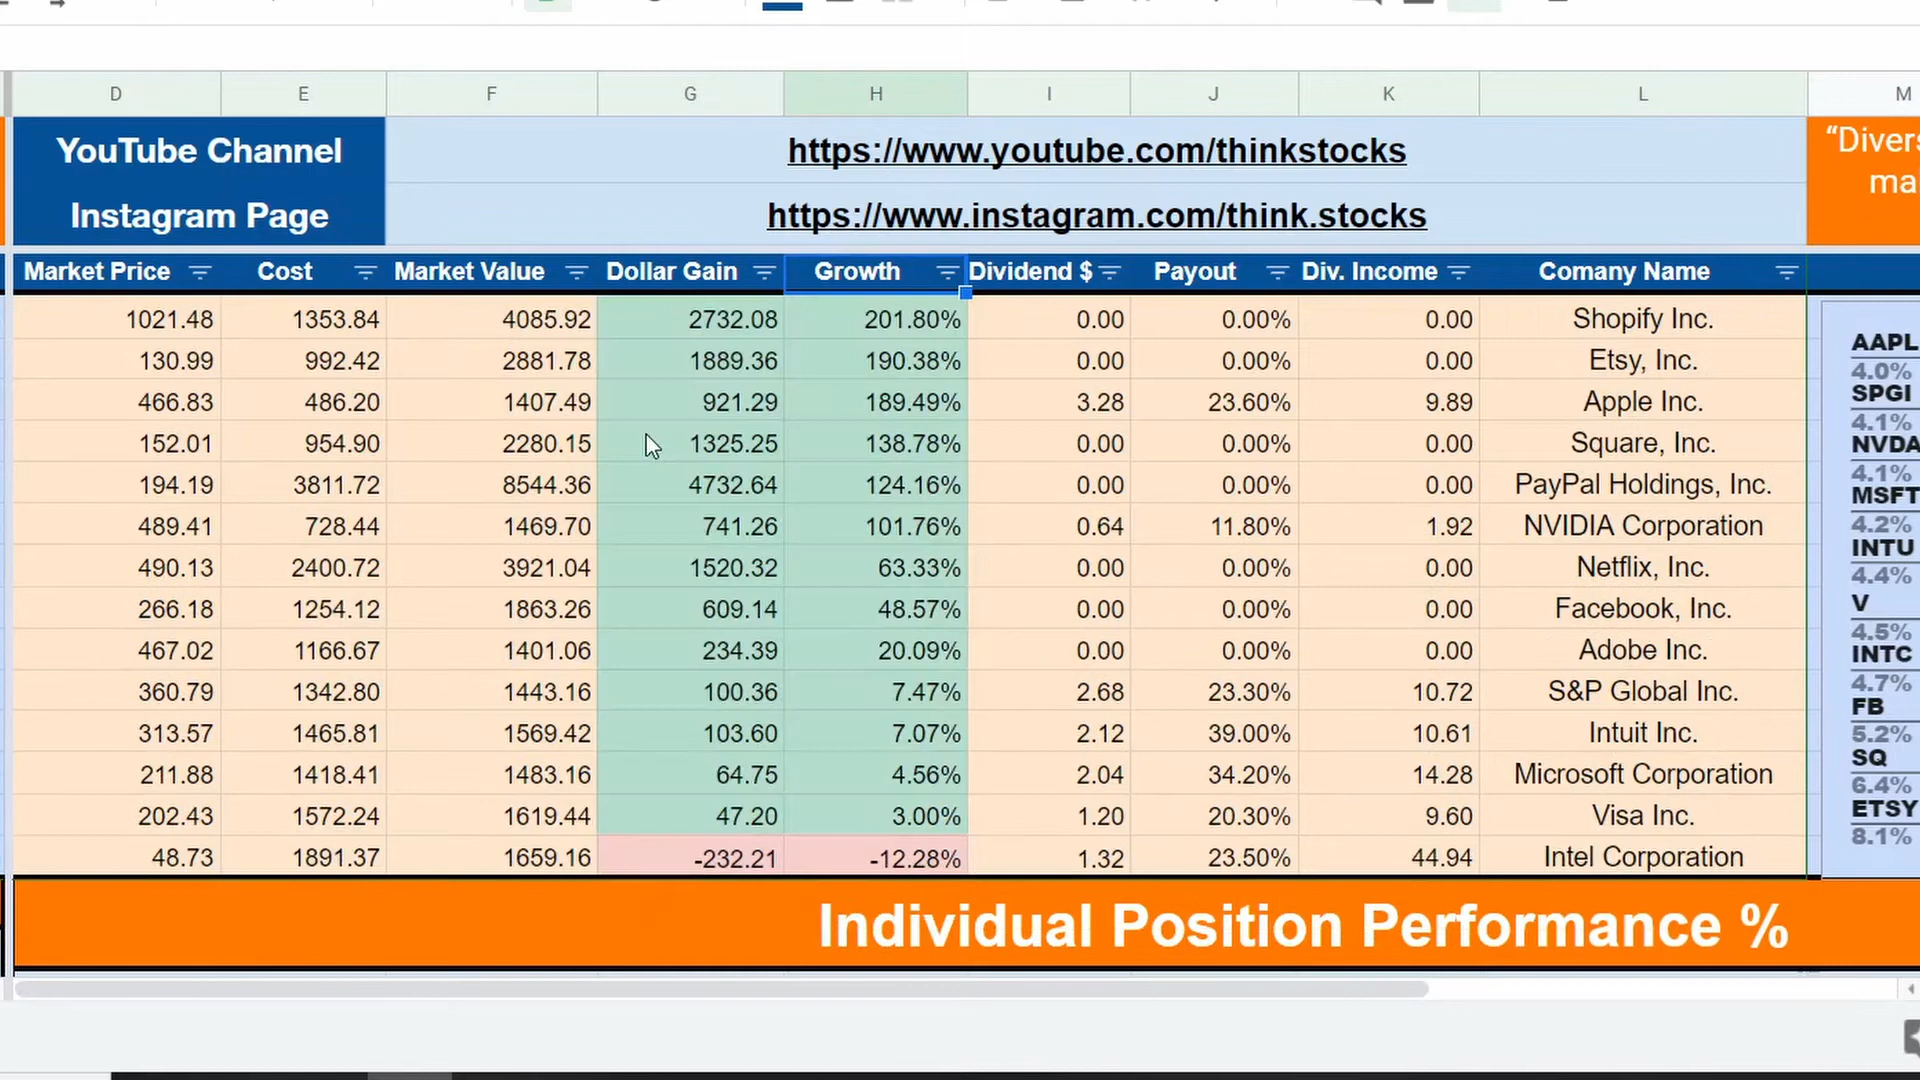 D E F G H I J K L M
YouTube Channel https://www.youtube.com/thinkstocks
Instagram Page https://www.instagram.com/think.stocks
“Divers
ma
Market Price Cost Market Value Dollar Gain Growth Dividend $ Payout Div. Income Comany Name
1021.48 1353.84 4085.92 2732.08 201.80% 0.00 0.00% 0.00 Shopify Inc.
130.99 992.42 2881.78 1889.36 190.38% 0.00 0.00% 0.00 Etsy, Inc.
466.83 486.20 1407.49 921.29 189.49% 3.28 23.60% 9.89 Apple Inc.
152.01 954.90 2280.15 1325.25 138.78% 0.00 0.00% 0.00 Square, Inc.
194.19 3811.72 8544.36 4732.64 124.16% 0.00 0.00% 0.00 PayPal Holdings, Inc.
489.41 728.44 1469.70 741.26 101.76% 0.64 11.80% 1.92 NVIDIA Corporation
490.13 2400.72 3921.04 1520.32 63.33% 0.00 0.00% 0.00 Netflix, Inc.
266.18 1254.12 1863.26 609.14 48.57% 0.00 0.00% 0.00 Facebook, Inc.
467.02 1166.67 1401.06 234.39 20.09% 0.00 0.00% 0.00 Adobe Inc.
360.79 1342.80 1443.16 100.36 7.47% 2.68 23.30% 10.72 S&P Global Inc.
313.57 1465.81 1569.42 103.60 7.07% 2.12 39.00% 10.61 Intuit Inc.
211.88 1418.41 1483.16 64.75 4.56% 2.04 34.20% 14.28 Microsoft Corporation
202.43 1572.24 1619.44 47.20 3.00% 1.20 20.30% 9.60 Visa Inc.
48.73 1891.37 1659.16 -232.21 -12.28% 1.32 23.50% 44.94 Intel Corporation
AAPL
4.0%
SPGI
4.1%
NVDA
4.1%
MSFT
4.2%
INTU
4.4%
V
4.5%
INTC
4.7%
FB
5.2%
SQ
6.4%
ETSY
8.1%
Individual Position Performance %